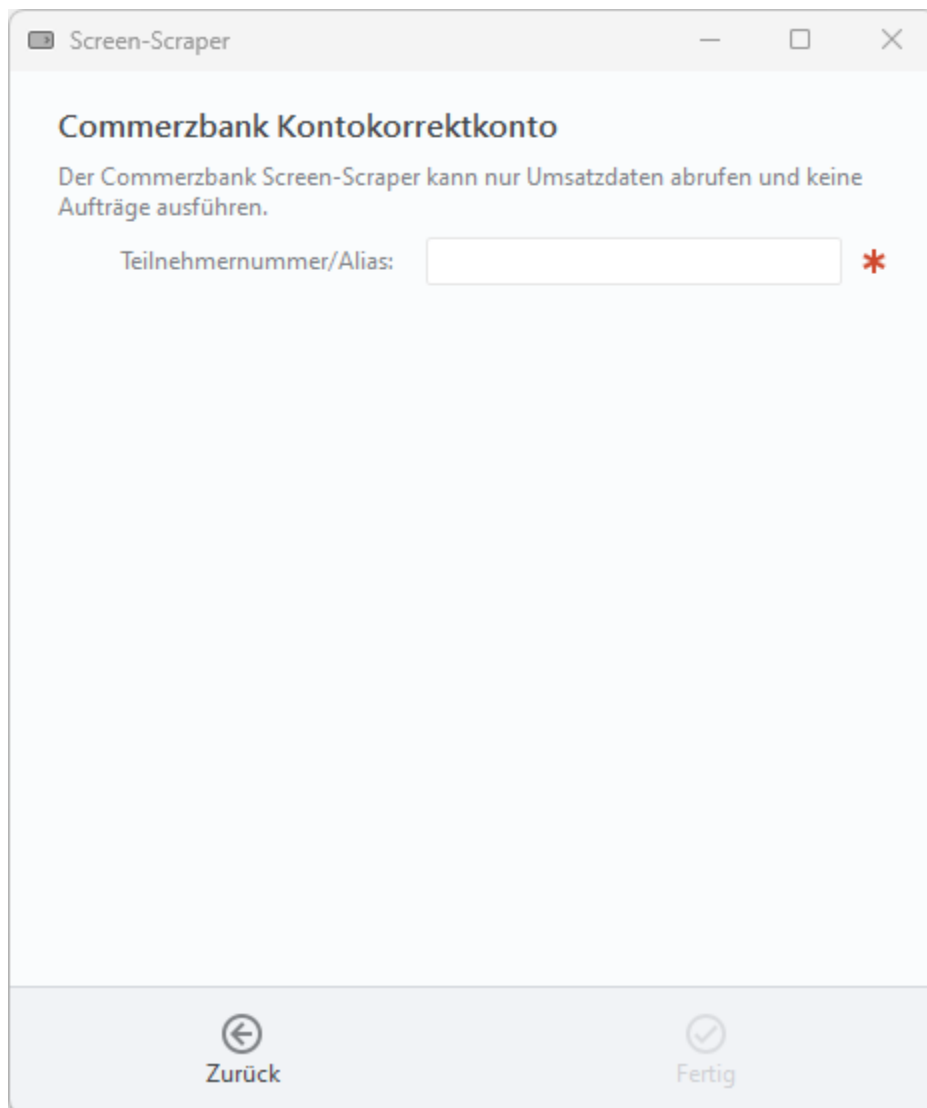 Screen-Scraper
Commerzbank Kontokorrektkonto
Der Commerzbank Screen-Scraper kann nur Umsatzdaten abrufen und keine
Aufträge ausführen.
Teilnehmernummer/Alias: *
Zurück
Fertig